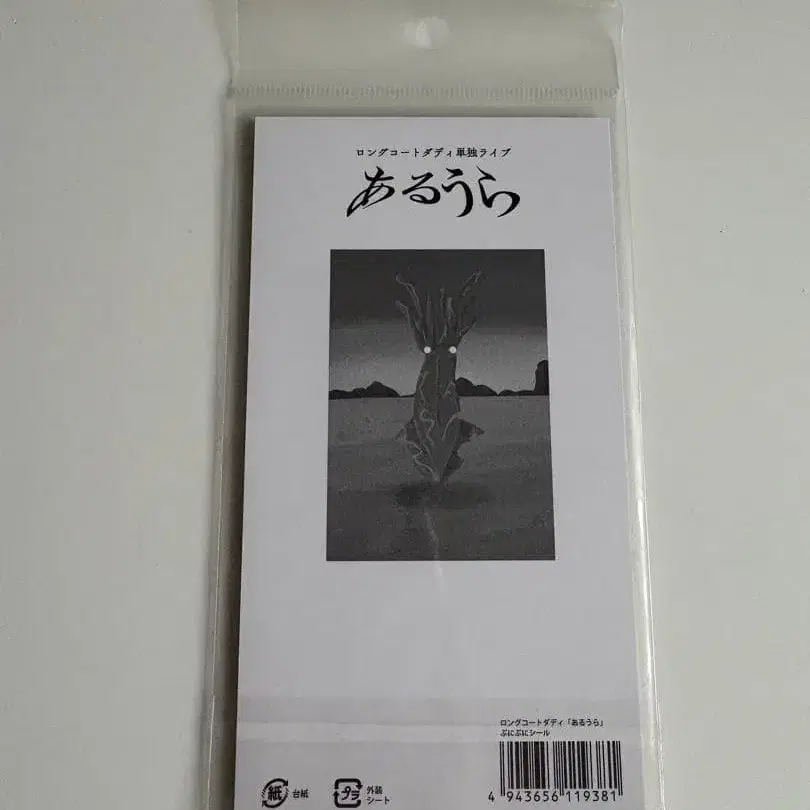 ロングコートダディ単独ライブ
あるうら
ロングコートダディ「あるうら」
ぷにぷにシール
紙 台紙
プラ 外装
シート
4 943656 119381